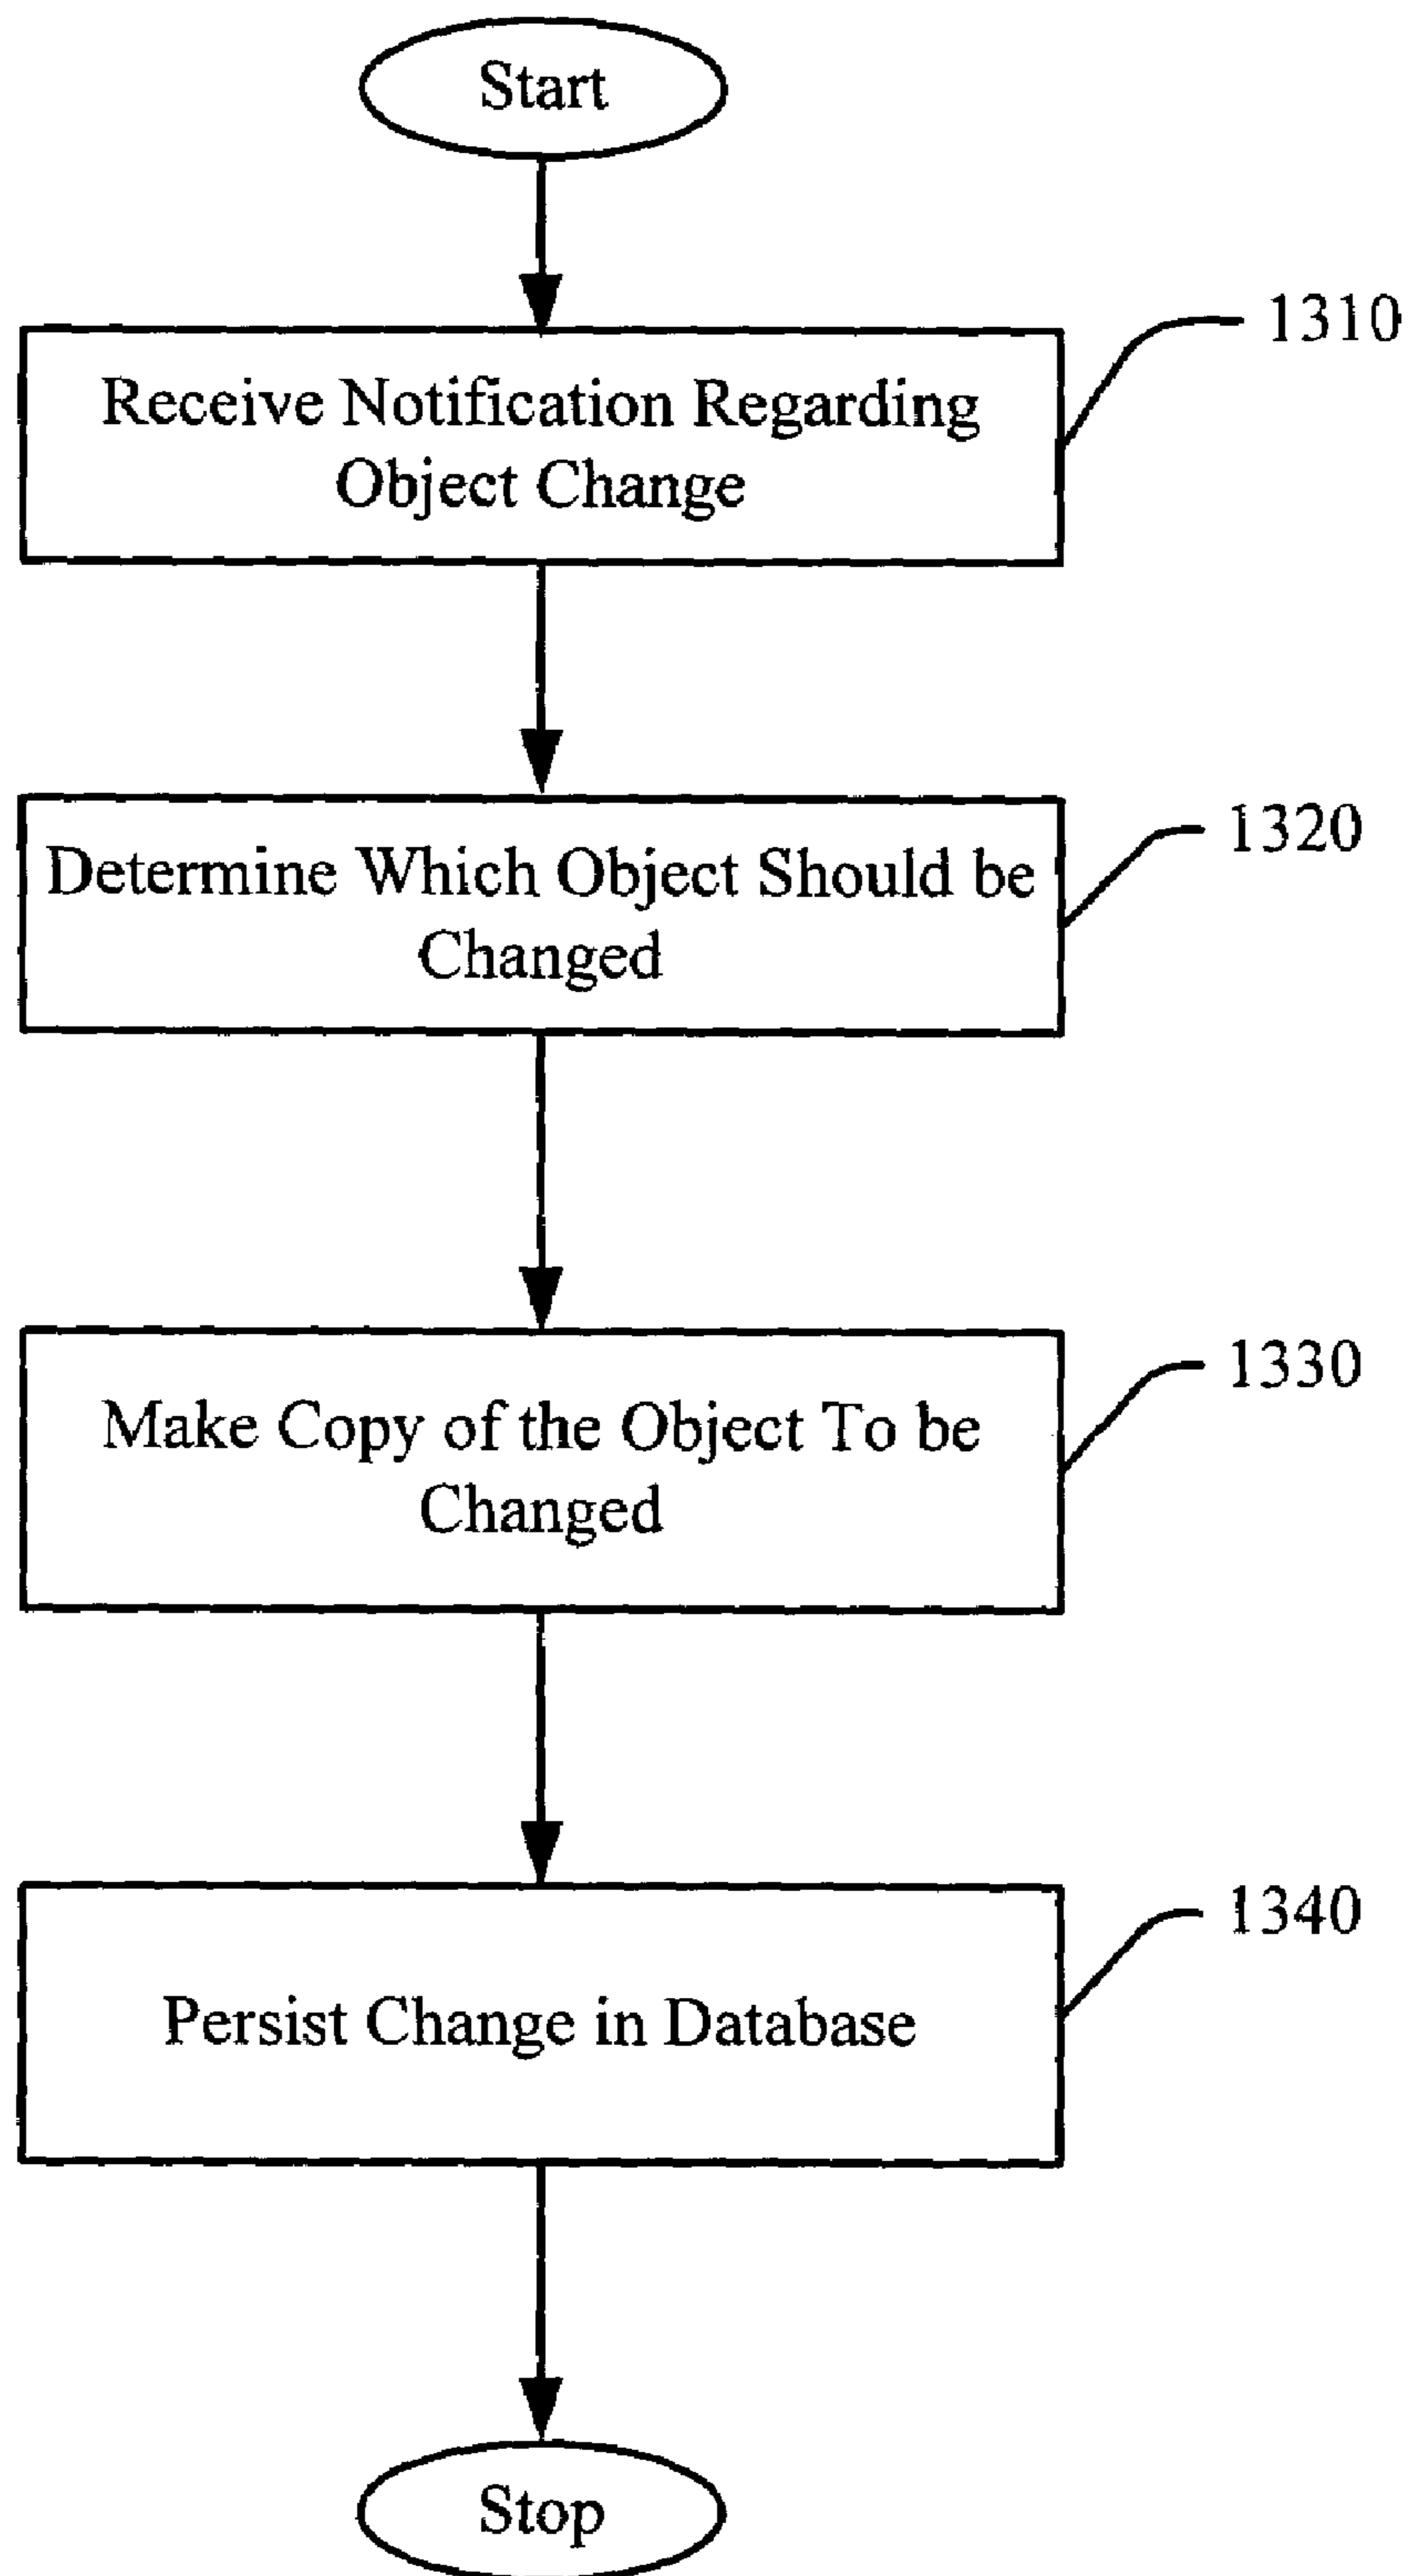 Start
1310
Receive Notification Regarding
Object Change
1320
Determine Which Object Should be
Changed
1330
Make Copy of the Object To be
Changed
1340
Persist Change in Database
Stop